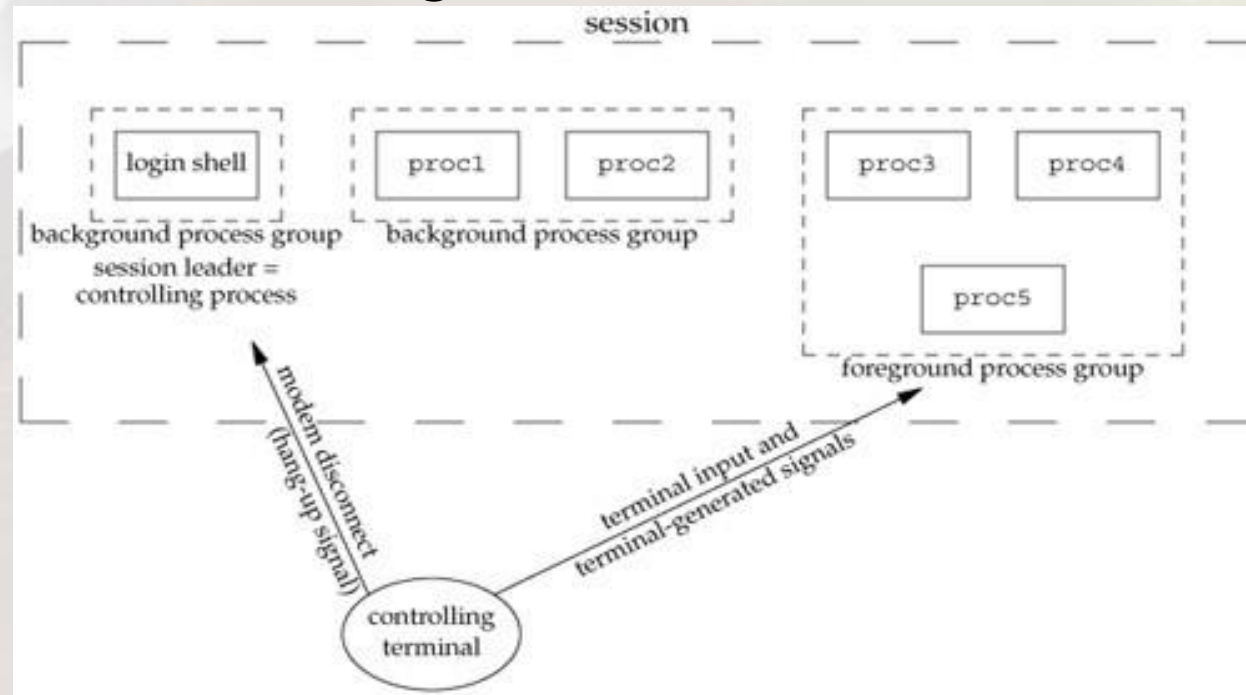 session
login shell
proc1
proc2
proc3
proc4
background process group
background process group
session leader =
controlling process
proc5
foreground process group
modem disconnect
(hang-up signal)
terminal input and
terminal-generated signals
controlling
terminal